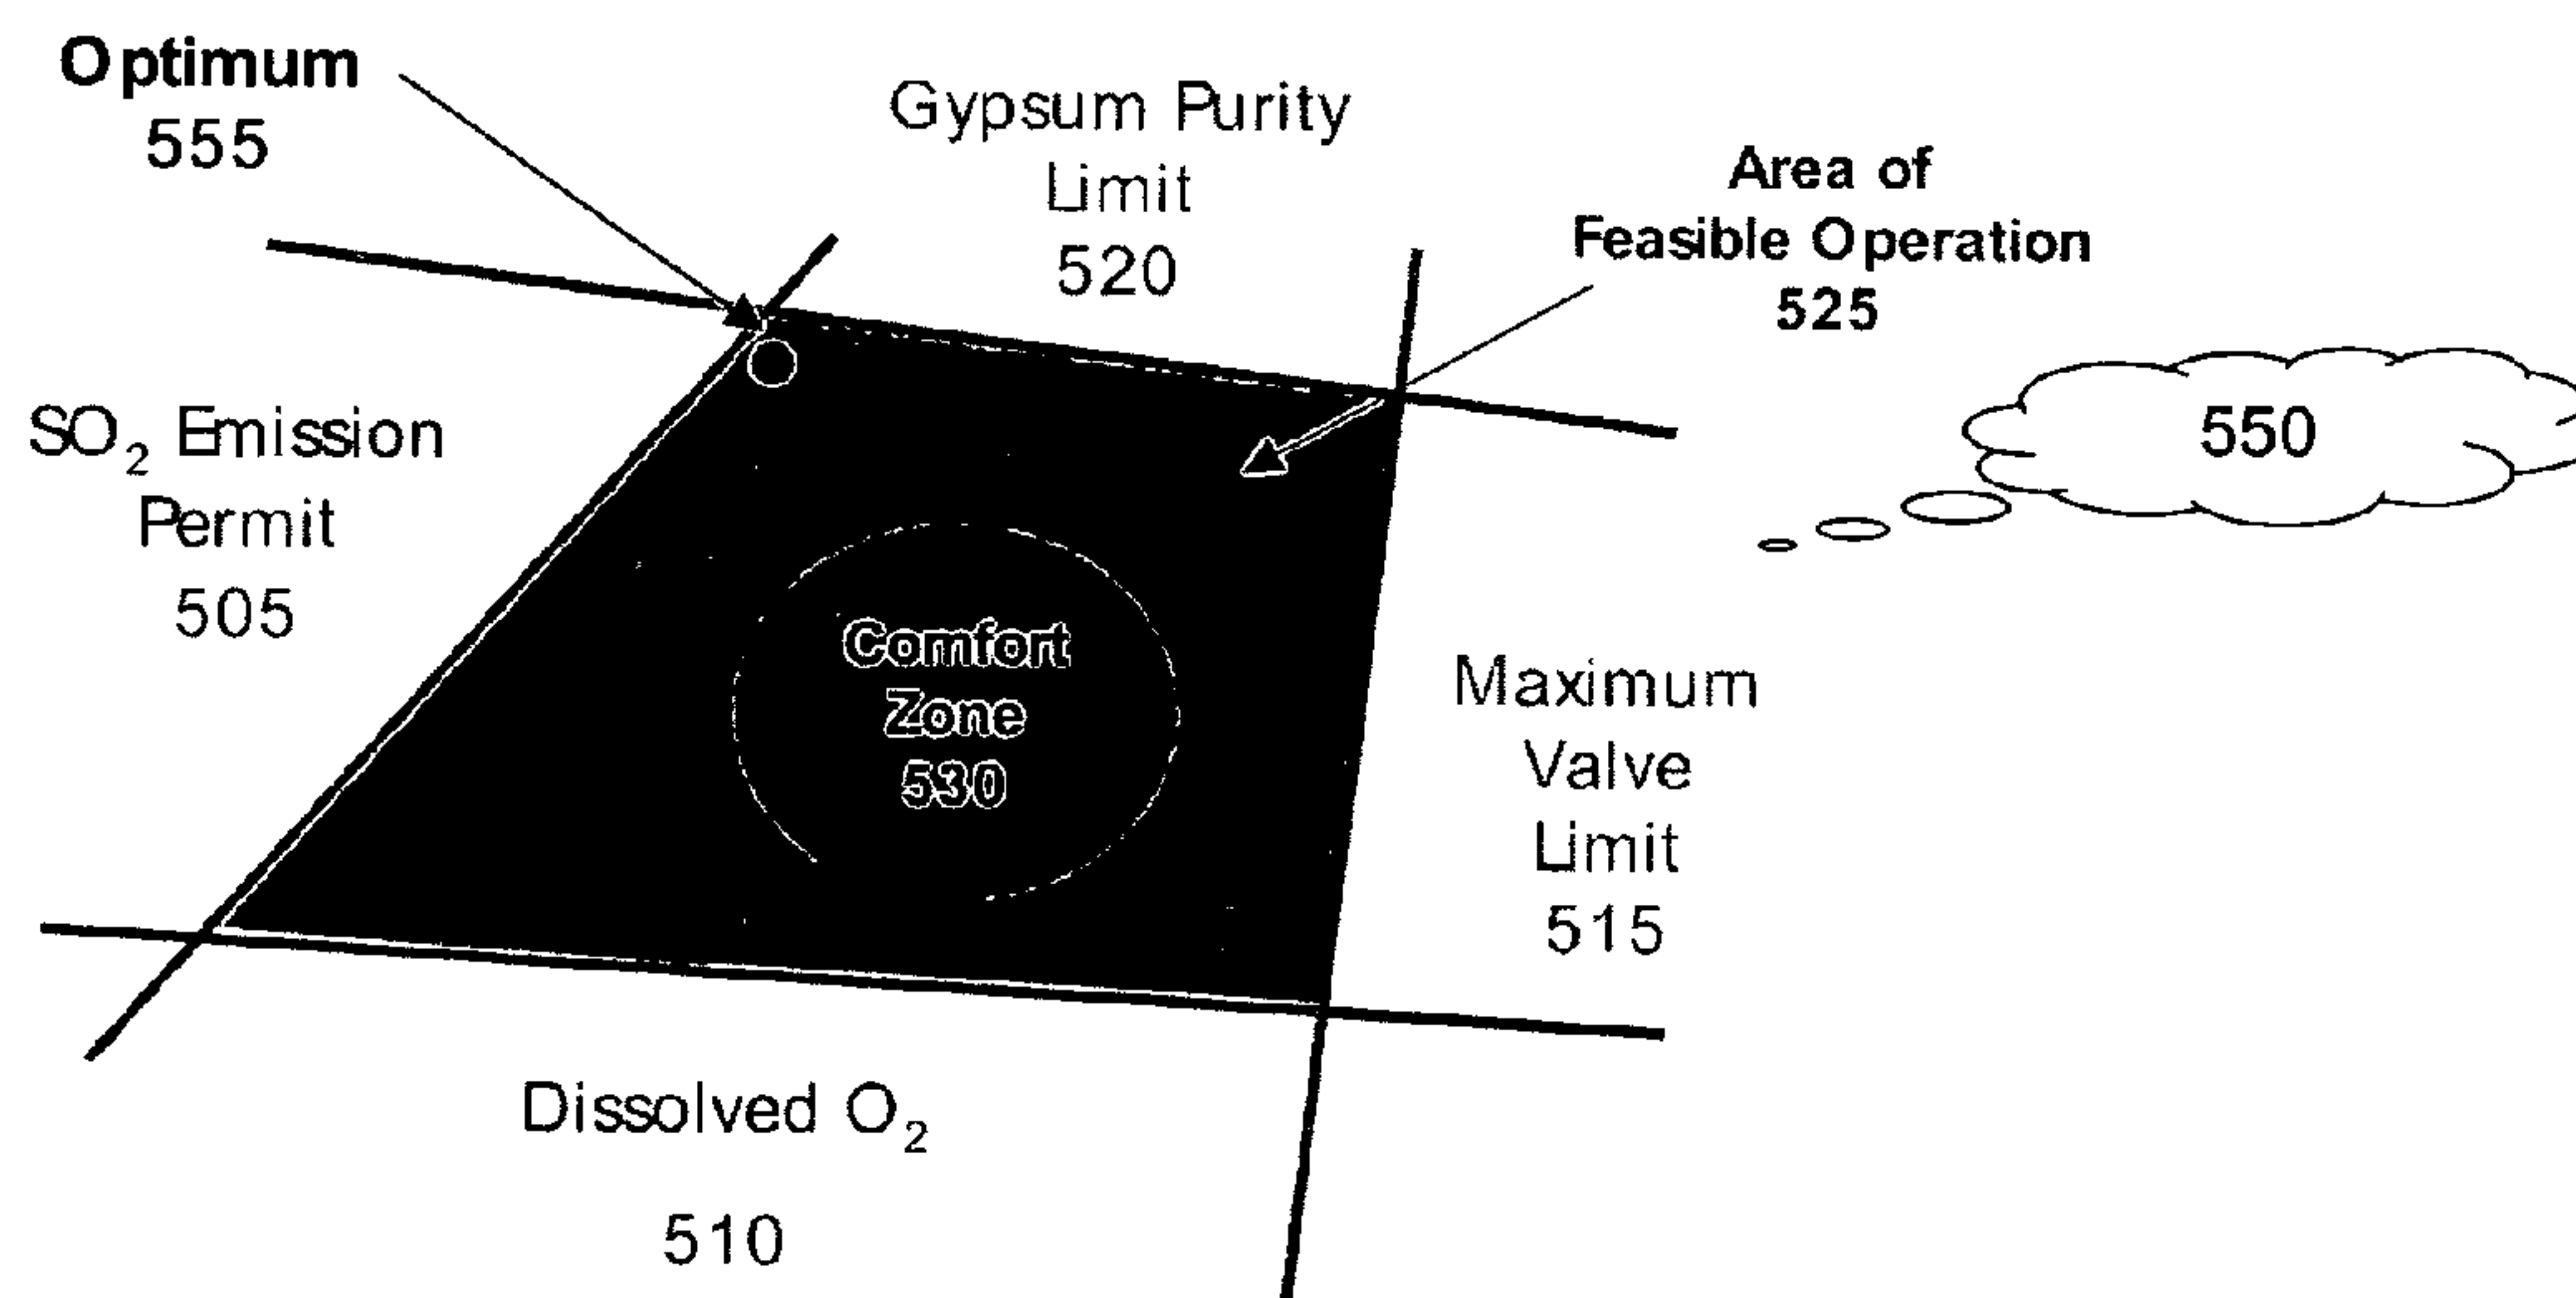 Optimum
555
Gypsum Purity
Limit
520
Area of
Feasible Operation
525
550
SO₂ Emission
Permit
505
Comfort
Zone
530
Maximum
Valve
Limit
515
Dissolved O₂
510